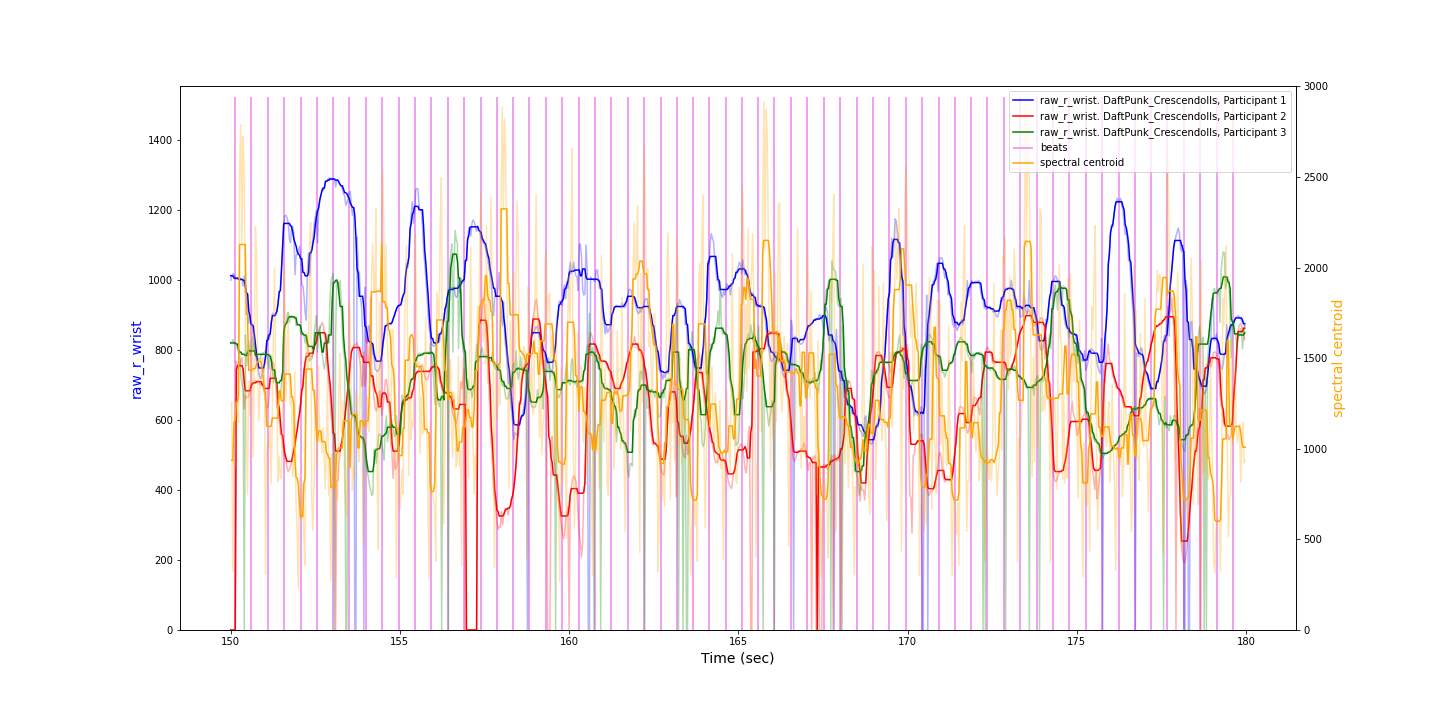 raw_r_wrist. DaftPunk_Crescendolls, Participant 1
raw_r_wrist. DaftPunk_Crescendolls, Participant 2
raw_r_wrist. DaftPunk_Crescendolls, Participant 3
beats
spectral centroid
raw_r_wrist
1400
1200
1000
800
600
400
200
0
3000
2500
2000
1500
1000
500
0
spectral centroid
150
155
160
165
170
175
180
Time (sec)